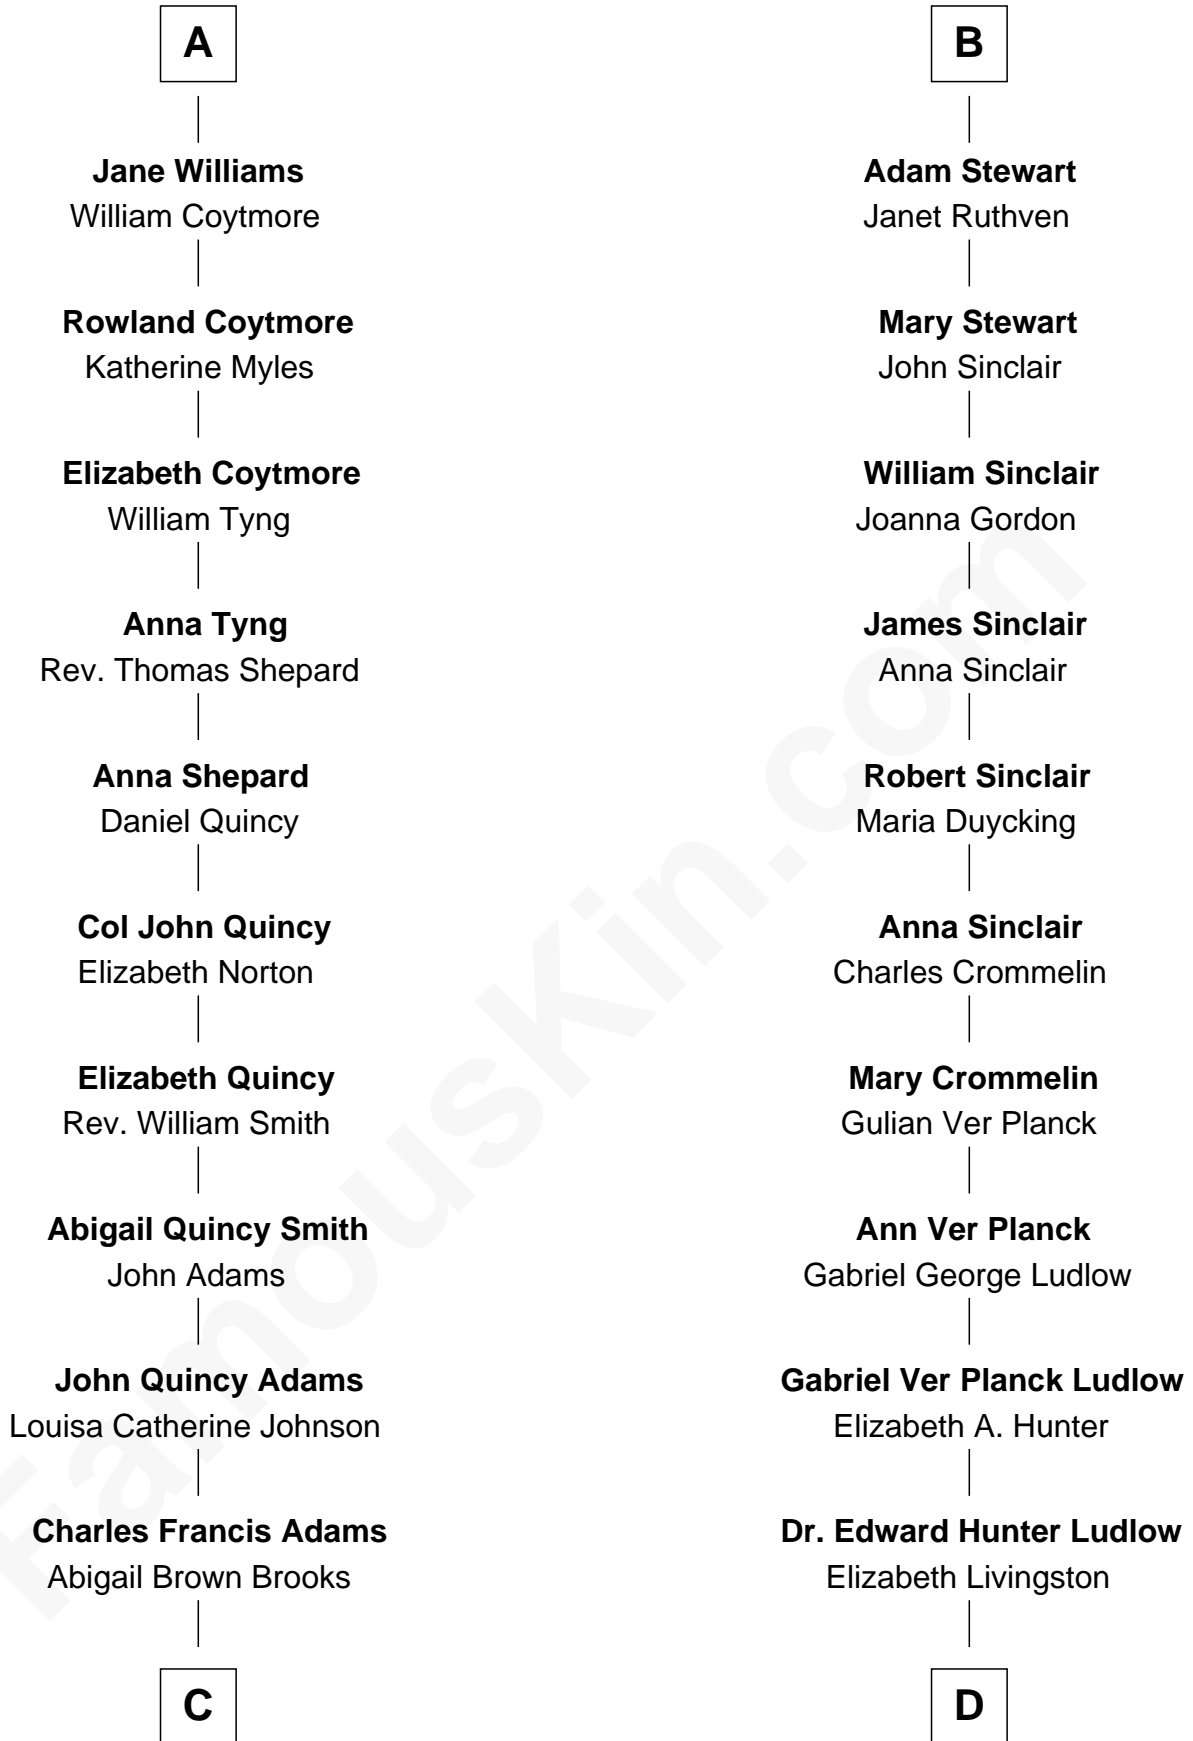 A
Jane Williams
William Coytmore
Rowland Coytmore
Katherine Myles
Elizabeth Coytmore
William Tyng
Anna Tyng
Rev. Thomas Shepard
Anna Shepard
Daniel Quincy
Col John Quincy
Elizabeth Norton
Elizabeth Quincy
Rev. William Smith
Abigail Quincy Smith
John Adams
John Quincy Adams
Louisa Catherine Johnson
Charles Francis Adams
Abigail Brown Brooks
C
B
Adam Stewart
Janet Ruthven
Mary Stewart
John Sinclair
William Sinclair
Joanna Gordon
James Sinclair
Anna Sinclair
Robert Sinclair
Maria Duycking
Anna Sinclair
Charles Crommelin
Mary Crommelin
Gulian Ver Planck
Ann Ver Planck
Gabriel George Ludlow
Gabriel Ver Planck Ludlow
Elizabeth A. Hunter
Dr. Edward Hunter Ludlow
Elizabeth Livingston
D
FamousKin.com